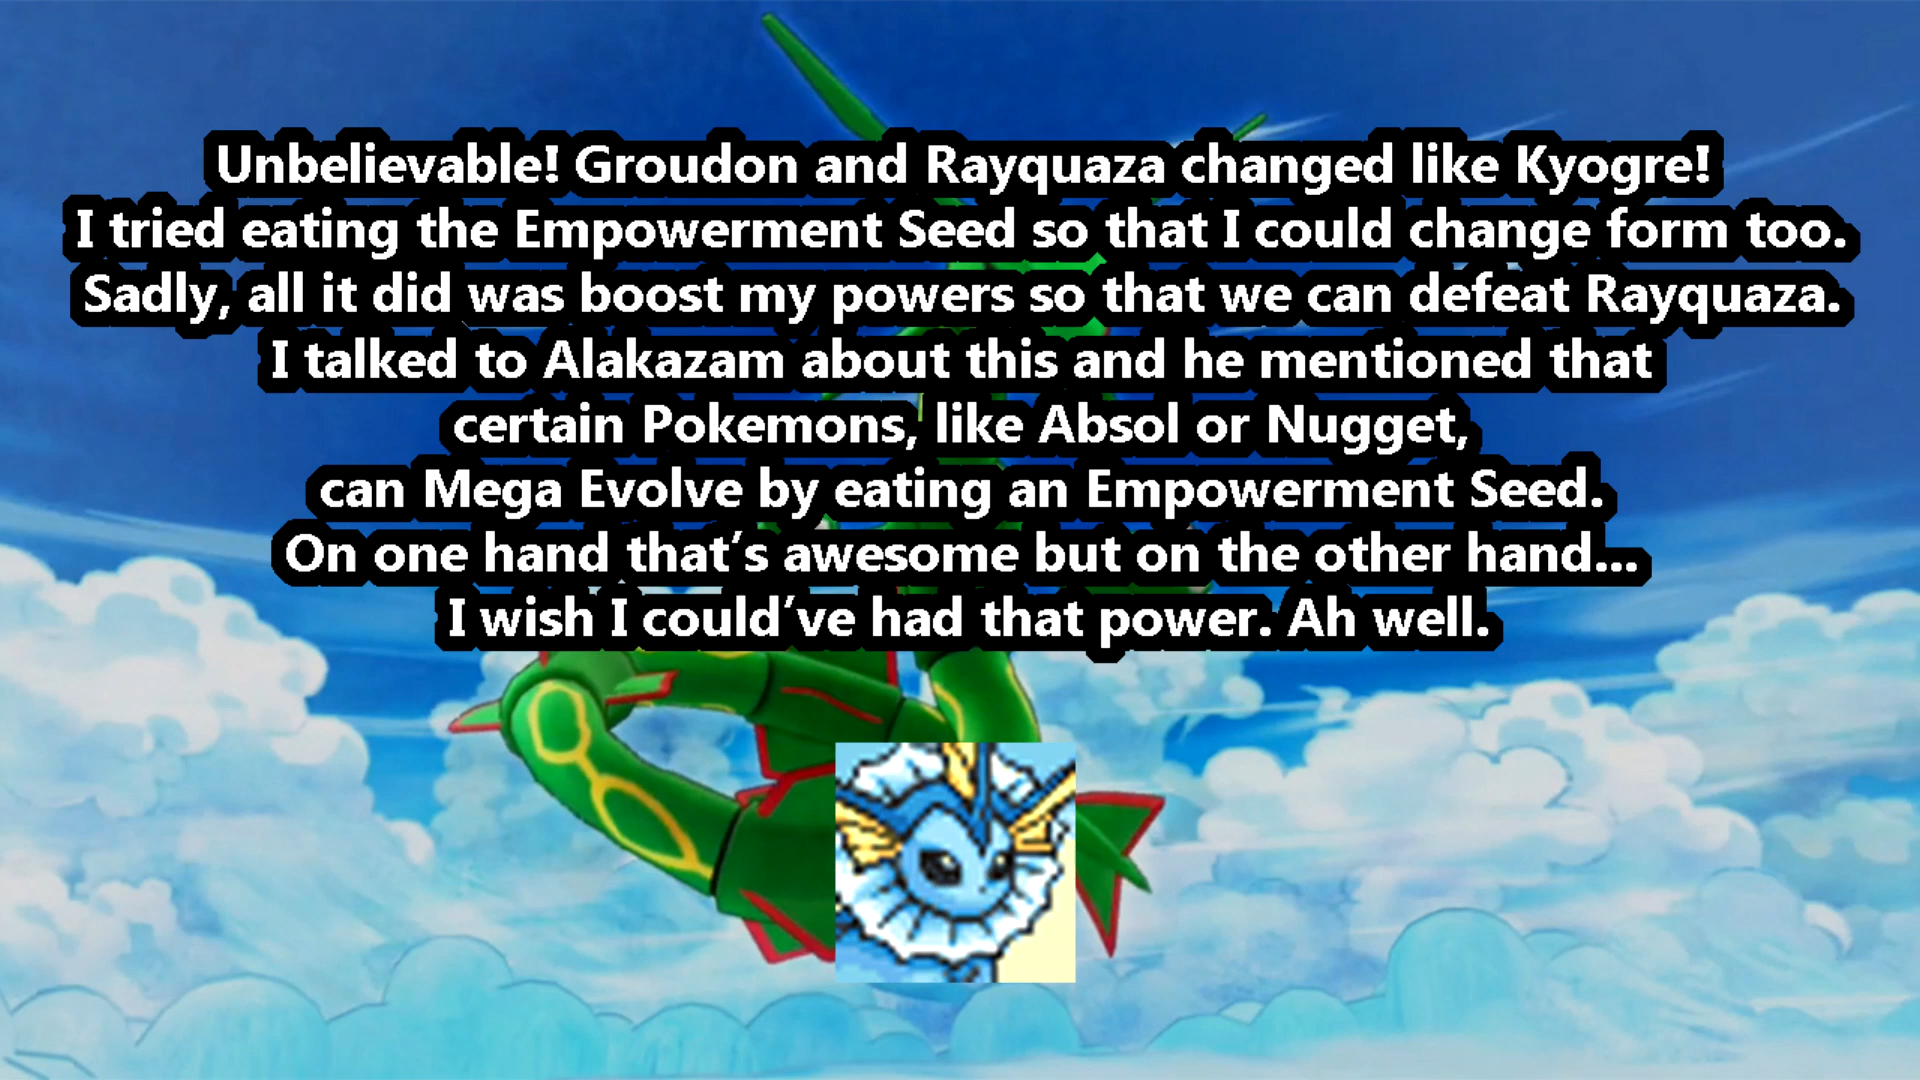 Unbelievable! Groudon and Rayquaza changed like Kyogre!
I tried eating the Empowerment Seed so that I could change form too.
Sadly, all it did was boost my powers so that we can defeat Rayquaza.
I talked to Alakazam about this and he mentioned that
certain Pokemons, like Absol or Nugget,
can Mega Evolve by eating an Empowerment Seed.
On one hand that´s awesome but on the other hand...
I wish I could´ve had that power. Ah well.